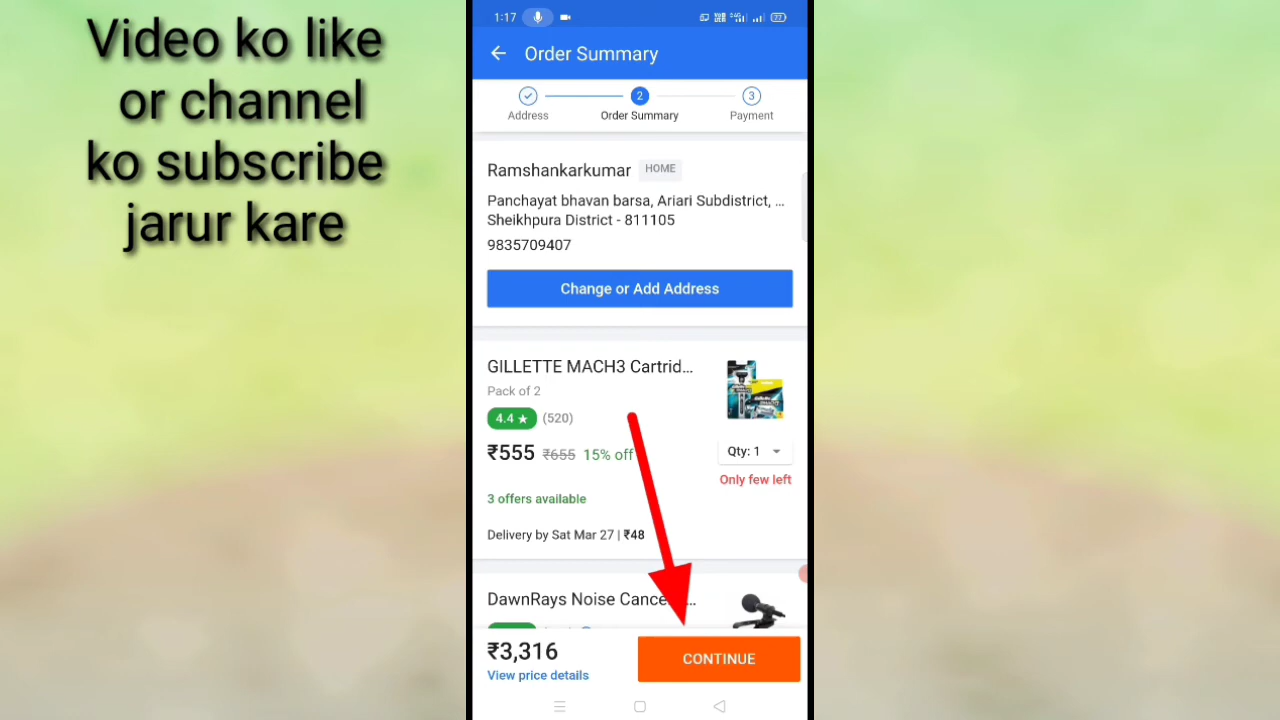 Video ko like
or channel
ko subscribe
jarur kare
1:17
77
Order Summary
2
3
Address
Order Summary
Payment
Ramshankarkumar HOME
Panchayat bhavan barsa, Ariari Subdistrict, ...
Sheikhpura District - 811105
9835709407
Change or Add Address
GILLETTE MACH3 Cartrid...
Pack of 2
4.4 ★ (520)
₹555 ₹655 15% off
Qty: 1
Only few left
3 offers available
Delivery by Sat Mar 27 | ₹48
DawnRays Noise Cance...
₹3,316
CONTINUE
View price details